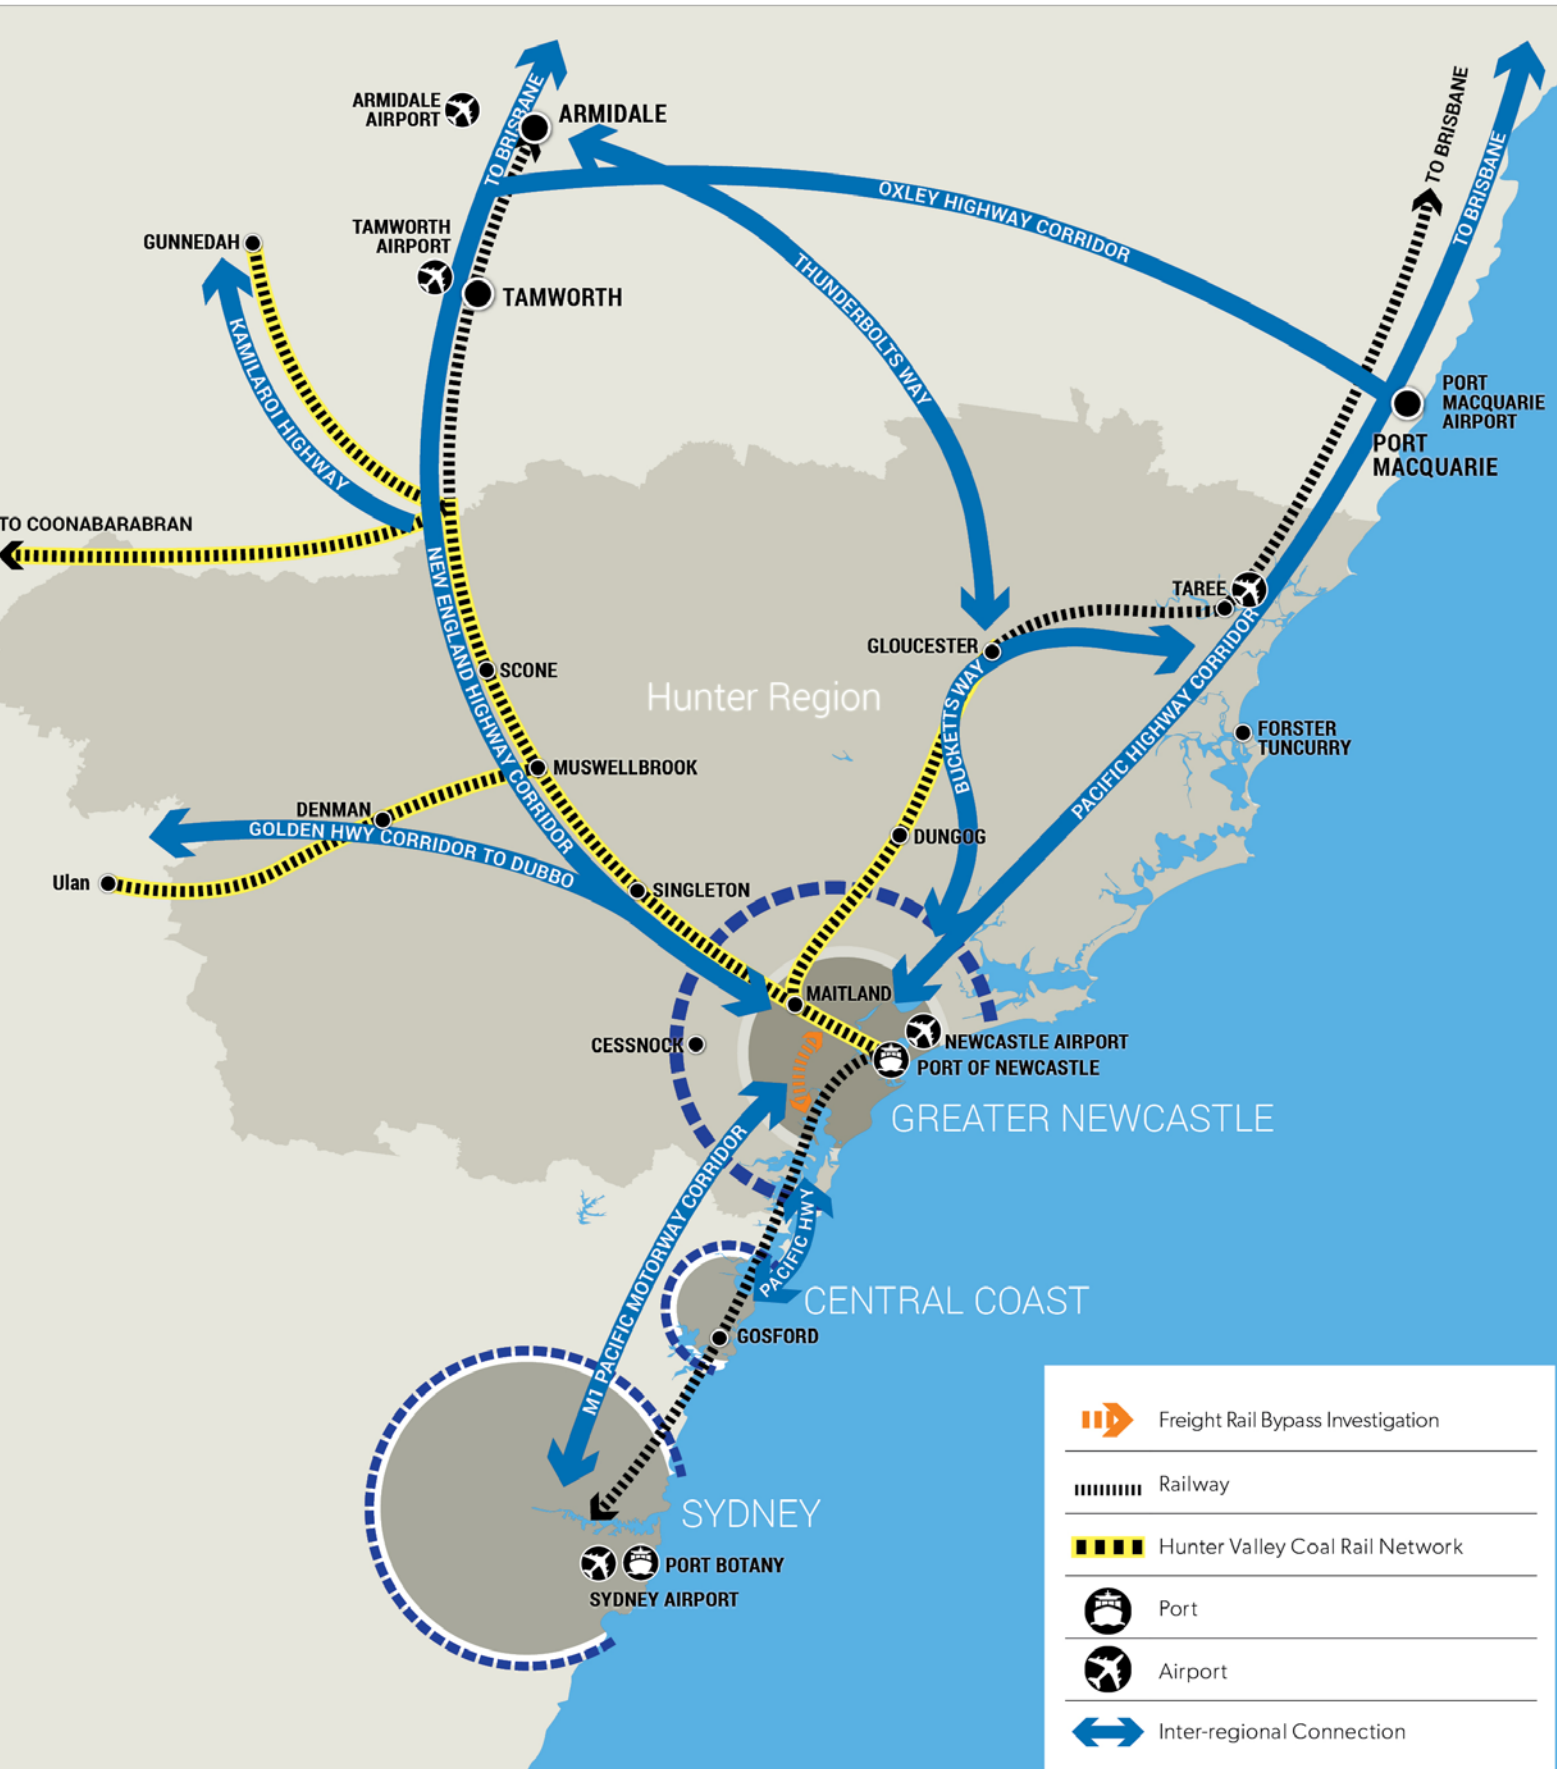 TO BRISBANE
ARMIDALE
AIRPORT
ARMIDALE
TO BRISBANE
TO BRISBANE
OXLEY HIGHWAY CORRIDOR
TAMWORTH
AIRPORT
GUNNEDAH
TAMWORTH
THUNDERBOLTS WAY
KAMILAROI HIGHWAY
PORT
MACQUARIE
AIRPORT
PORT
MACQUARIE
TO COONABARABRAN
NEW ENGLAND HIGHWAY CORRIDOR
TAREE
GLOUCESTER
SCONE
Hunter Region
BUCKETTS WAY
PACIFIC HIGHWAY CORRIDOR
FORSTER
TUNCURRY
MUSWELLBROOK
DENMAN
GOLDEN HWY CORRIDOR TO DUBBO
DUNGOG
Ulan
SINGLETON
MAITLAND
CESSNOCK
NEWCASTLE AIRPORT
PORT OF NEWCASTLE
GREATER NEWCASTLE
M1 PACIFIC MOTORWAY CORRIDOR
PACIFIC HWY
CENTRAL COAST
GOSFORD
SYDNEY
PORT BOTANY
SYDNEY AIRPORT
Freight Rail Bypass Investigation
Railway
Hunter Valley Coal Rail Network
Port
Airport
Inter-regional Connection